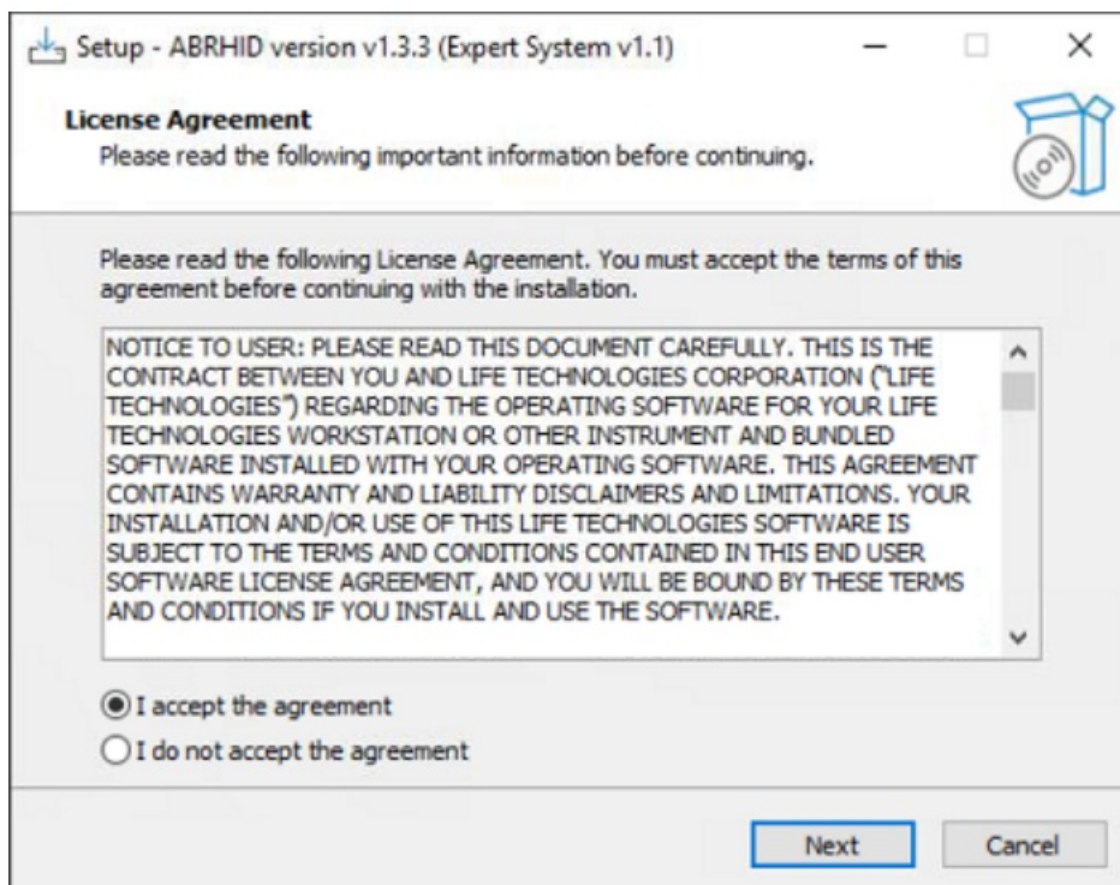 Setup - ABRHID version v1.3.3 (Expert System v1.1)
License Agreement
Please read the following important information before continuing.
Please read the following License Agreement. You must accept the terms of this
agreement before continuing with the installation.
NOTICE TO USER: PLEASE READ THIS DOCUMENT CAREFULLY. THIS IS THE
CONTRACT BETWEEN YOU AND LIFE TECHNOLOGIES CORPORATION ("LIFE
TECHNOLOGIES") REGARDING THE OPERATING SOFTWARE FOR YOUR LIFE
TECHNOLOGIES WORKSTATION OR OTHER INSTRUMENT AND BUNDLED
SOFTWARE INSTALLED WITH YOUR OPERATING SOFTWARE. THIS AGREEMENT
CONTAINS WARRANTY AND LIABILITY DISCLAIMERS AND LIMITATIONS. YOUR
INSTALLATION AND/OR USE OF THIS LIFE TECHNOLOGIES SOFTWARE IS
SUBJECT TO THE TERMS AND CONDITIONS CONTAINED IN THIS END USER
SOFTWARE LICENSE AGREEMENT, AND YOU WILL BE BOUND BY THESE TERMS
AND CONDITIONS IF YOU INSTALL AND USE THE SOFTWARE.
I accept the agreement
I do not accept the agreement
Next Cancel